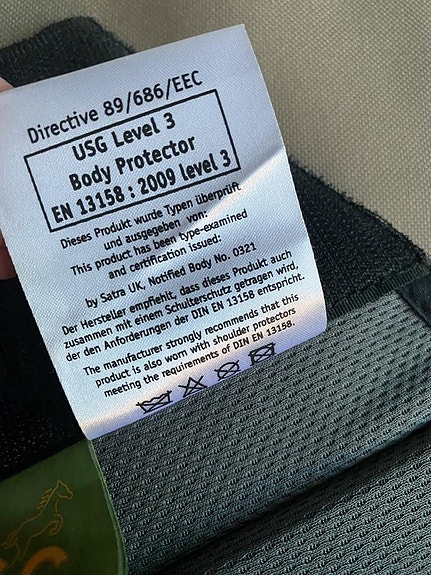 Directive 89/686/EEC
USG Level 3
Body Protector
EN 13158 : 2009 level 3
Dieses Produkt wurde Typen überprüft
und ausgegeben von:
This product has been type-examined
and certification issued:
by Satra UK, Notified Body No. 0321
Der Hersteller empfiehlt, dass dieses Produkt auch
zusammen mit einem Schulterschutz getragen wird,
der den Anforderungen der DIN EN 13158 entspricht.
The manufacturer strongly recommends that this
product is also worn with shoulder protectors
meeting the requirements of DIN EN 13158.